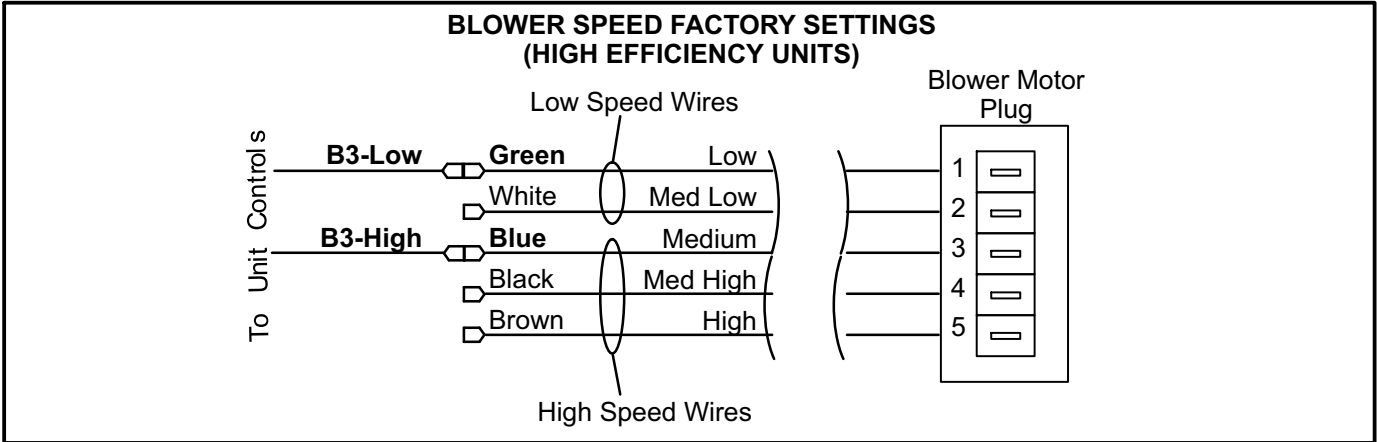 BLOWER SPEED FACTORY SETTINGS
(HIGH EFFICIENCY UNITS)
Blower Motor
Plug
Low Speed Wires
To Unit Controls
B3-Low Green Low 1
White Med Low 2
B3-High Blue Medium 3
Black Med High 4
Brown High 5
High Speed Wires